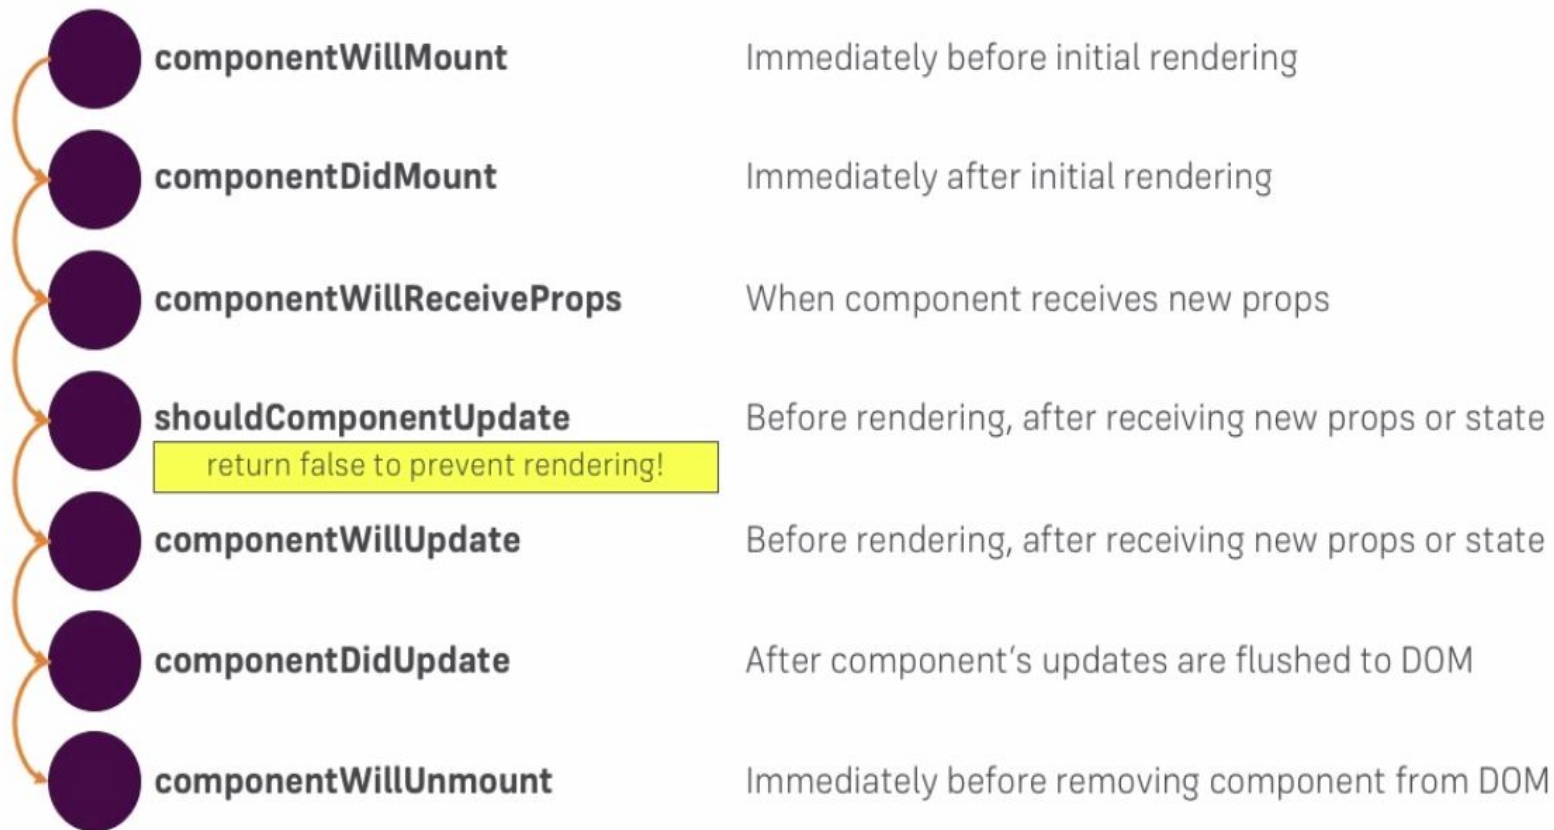 componentWillMount Immediately before initial rendering
componentDidMount Immediately after initial rendering
componentWillReceiveProps When component receives new props
shouldComponentUpdate Before rendering, after receiving new props or state
return false to prevent rendering!
componentWillUpdate Before rendering, after receiving new props or state
componentDidUpdate After component's updates are flushed to DOM
componentWillUnmount Immediately before removing component from DOM